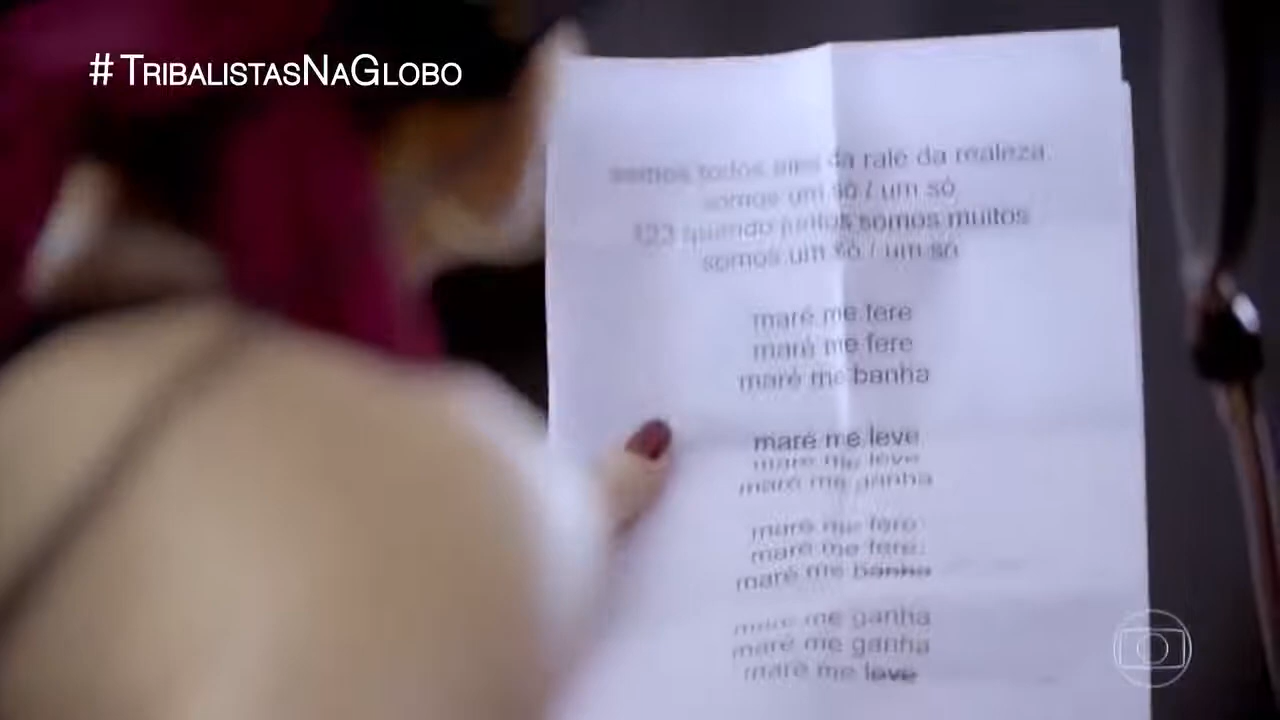 # TRIBALISTASNAGLOBO
somos todos eles da ralé da realeza
somos um só / um só
123 quando juntos somos muitos
somos um só / um só
maré me fere
maré me fere
maré me banha
maré me leve
maré me leve
maré me ganha
maré me fere
maré me fere
maré me banha
maré me ganha
maré me ganha
maré me leve